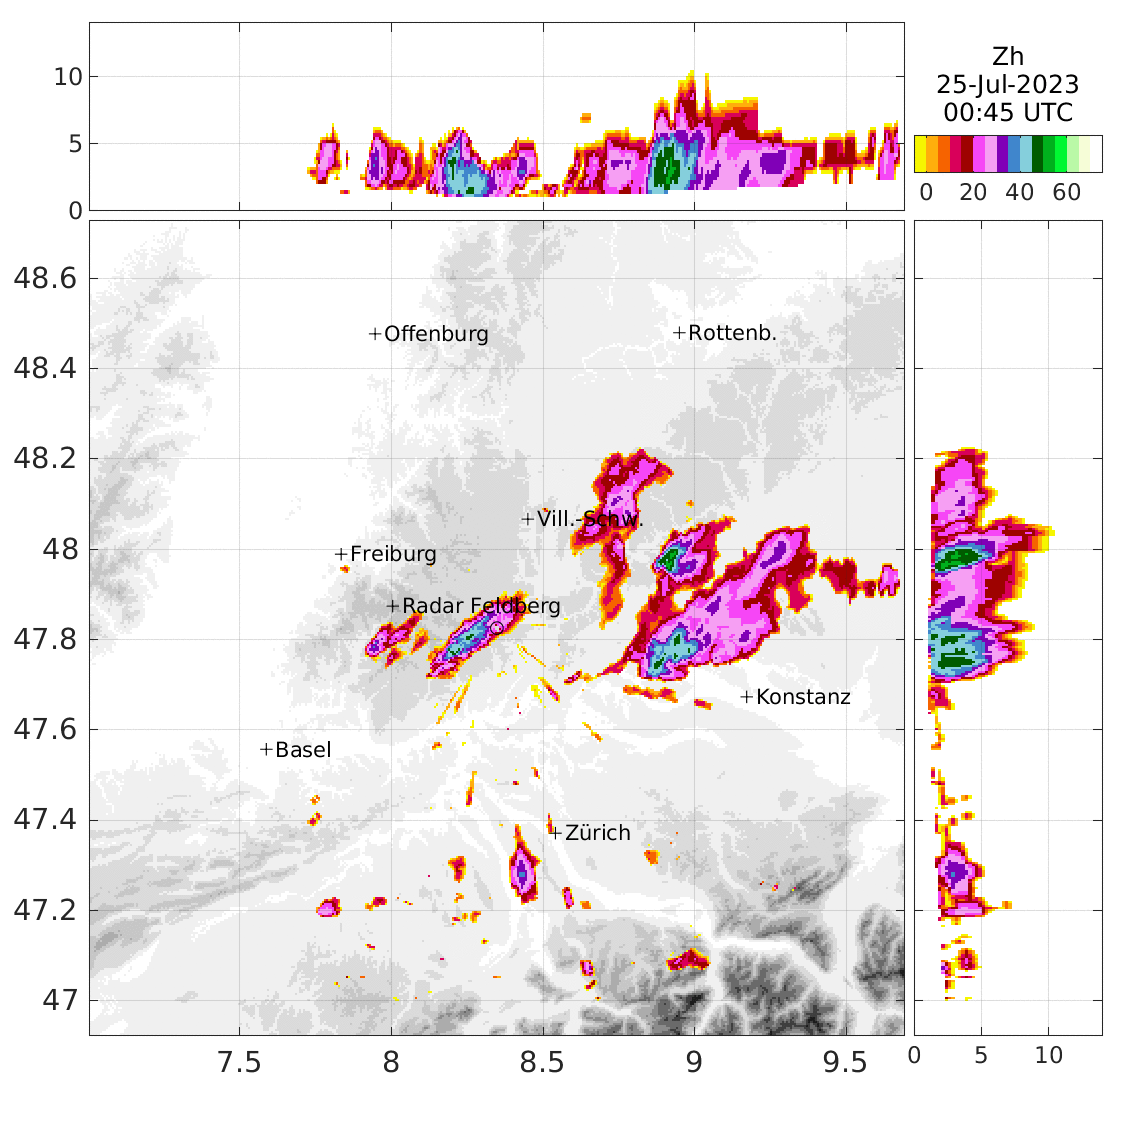 10
5
0
Zh
25-Jul-2023
00:45 UTC
0 20 40 60
48.6
48.4
48.2
48
47.8
47.6
47.4
47.2
47
+Offenburg
+Rottenb.
+Vill.-Schw.
+Freiburg
+Radar Feldberg
+Konstanz
+Basel
+Zürich
7.5 8 8.5 9 9.5
0 5 10